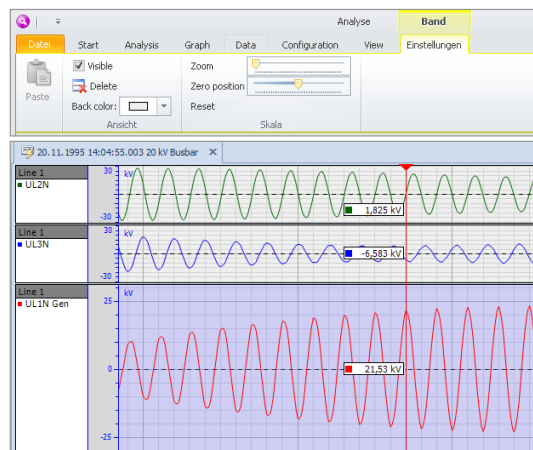 Analyse Band
Datei Start Analysis Graph Data Configuration View Einstellungen
Paste
Visible
Delete
Back color:
Ansicht
Zoom
Zero position
Reset
Skala
20.11.1995 14:04:55.003 20 kV Busbar
Line 1
UL2N
30
kV
-30
1,825 kV
Line 1
UL3N
30
kV
-30
-6,583 kV
Line 1
UL1N Gen
kV
25
0
-25
21,53 kV